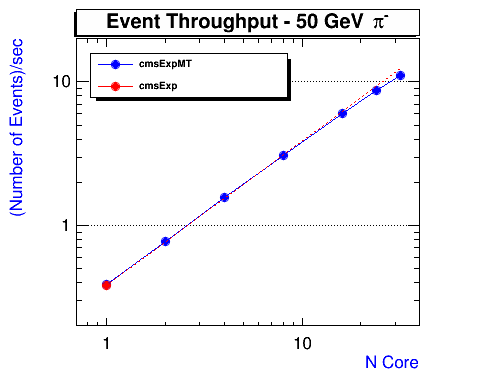 Event Throughput - 50 GeV π⁻
cmsExpMT
cmsExp
(Number of Events)/sec
10
1
1
10
N Core